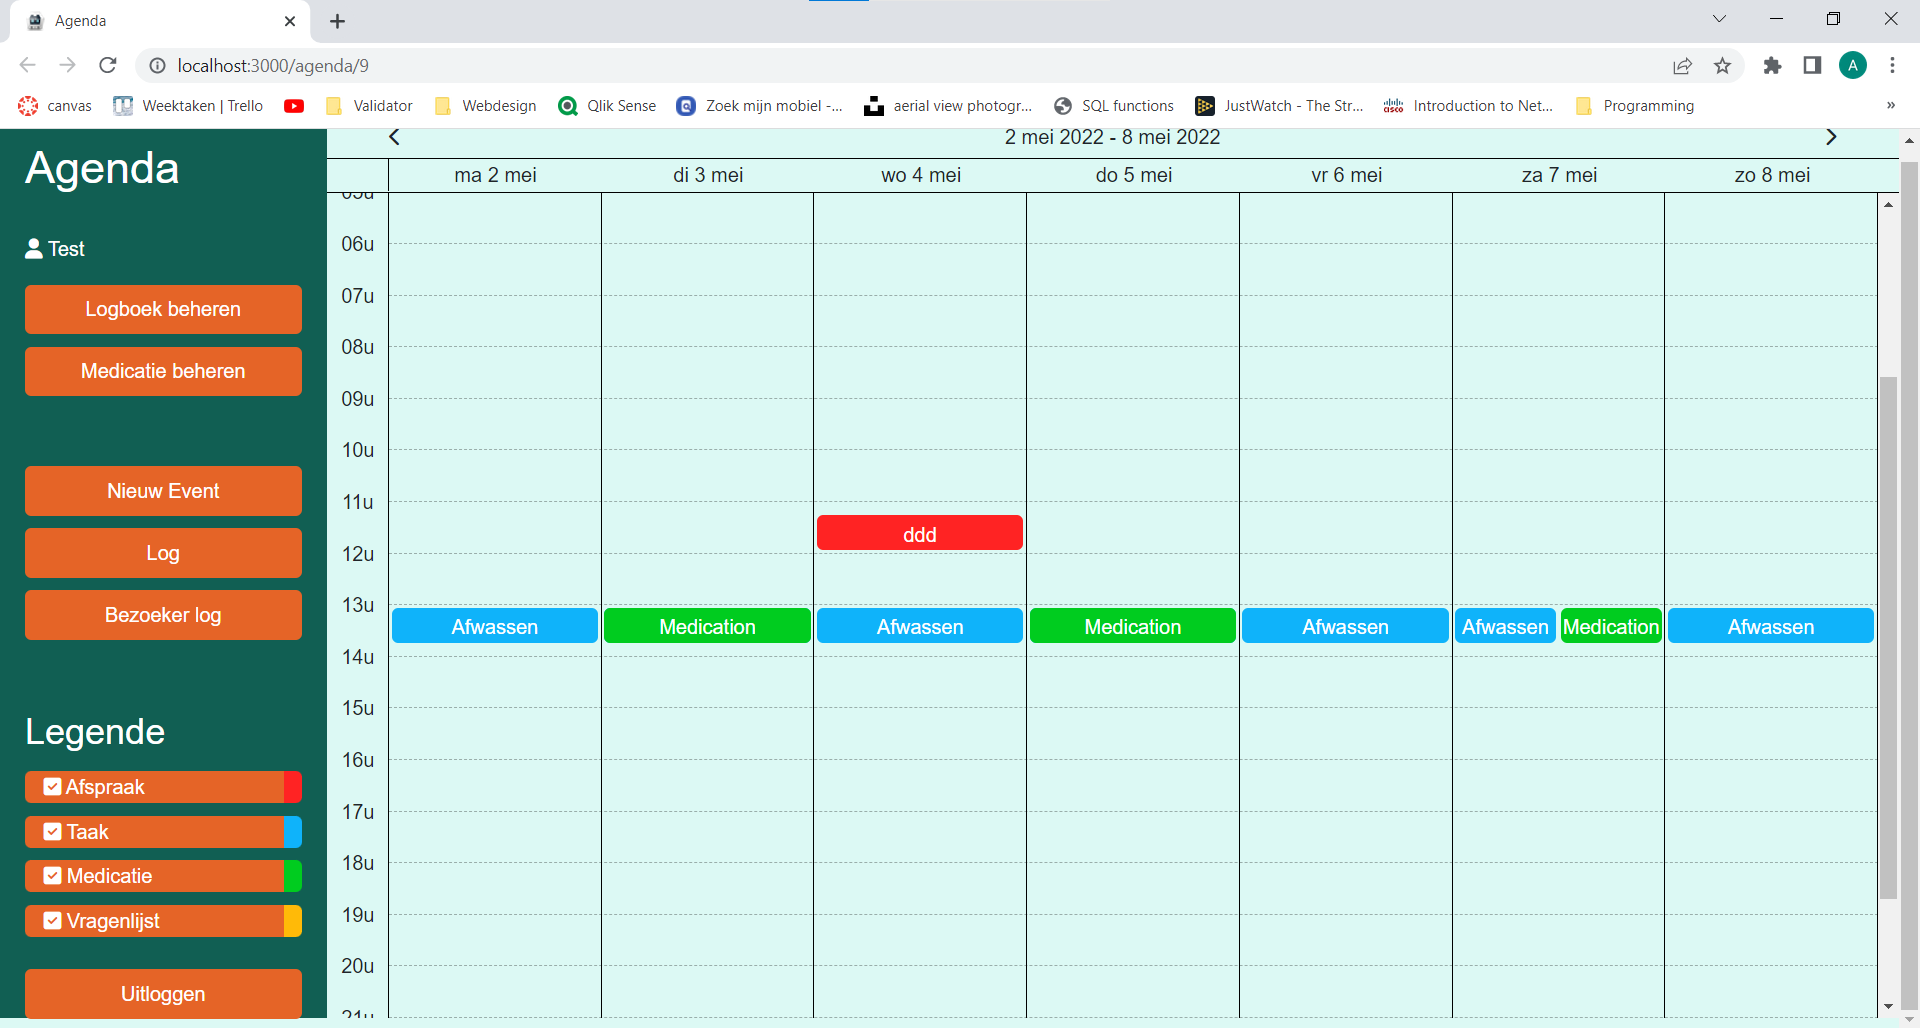 Agenda
localhost:3000/agenda/9
A
canvas
Weektaken | Trello
Validator
Webdesign
Qlik Sense
Zoek mijn mobiel -...
aerial view photogr...
SQL functions
JustWatch - The Str...
Introduction to Net...
Programming
»
Agenda
Test
Logboek beheren
Medicatie beheren
Nieuw Event
Log
Bezoeker log
Legende
Afspraak
Taak
Medicatie
Vragenlijst
Uitloggen
2 mei 2022 - 8 mei 2022
ma 2 mei
di 3 mei
wo 4 mei
do 5 mei
vr 6 mei
za 7 mei
zo 8 mei
05u
06u
07u
08u
09u
10u
11u
ddd
12u
13u
Afwassen
Medication
Afwassen
Medication
Afwassen
Afwassen
Medication
Afwassen
14u
15u
16u
17u
18u
19u
20u
21u